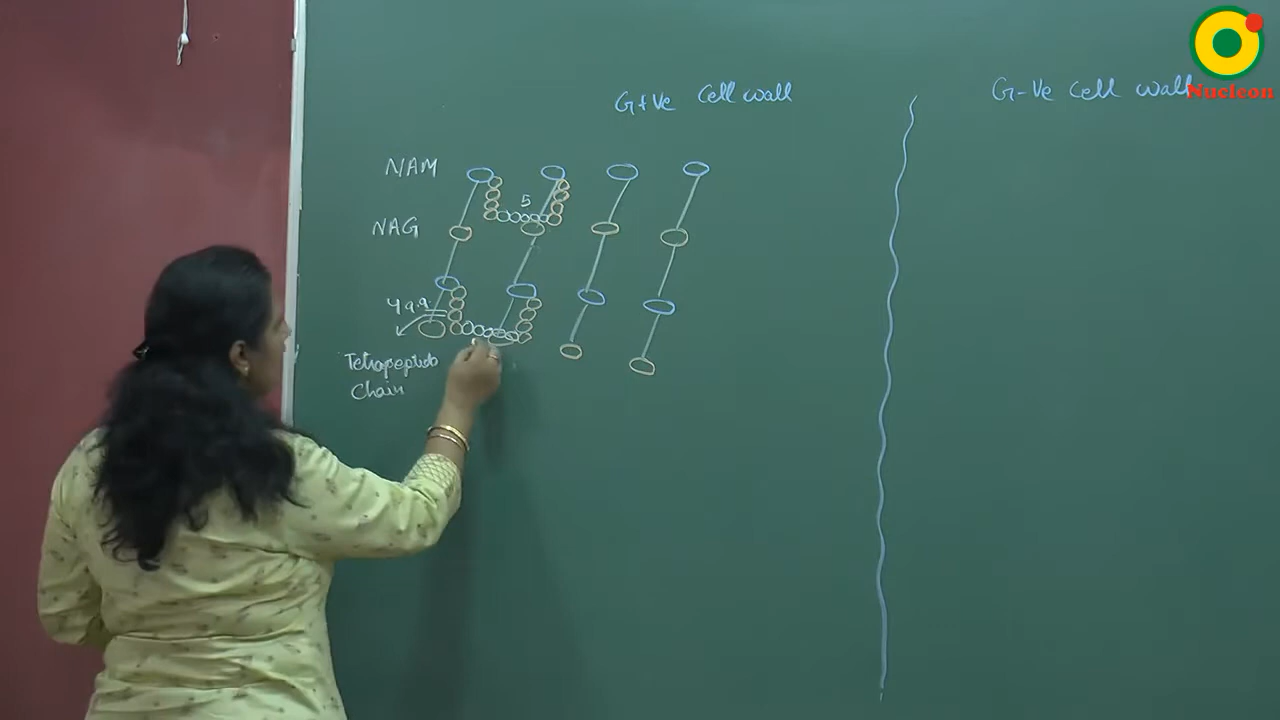 G+Ve Cell wall
G-Ve Cell wall
Nucleon
NAM
5
NAG
4 a.a
Tetrapeptide
Chain